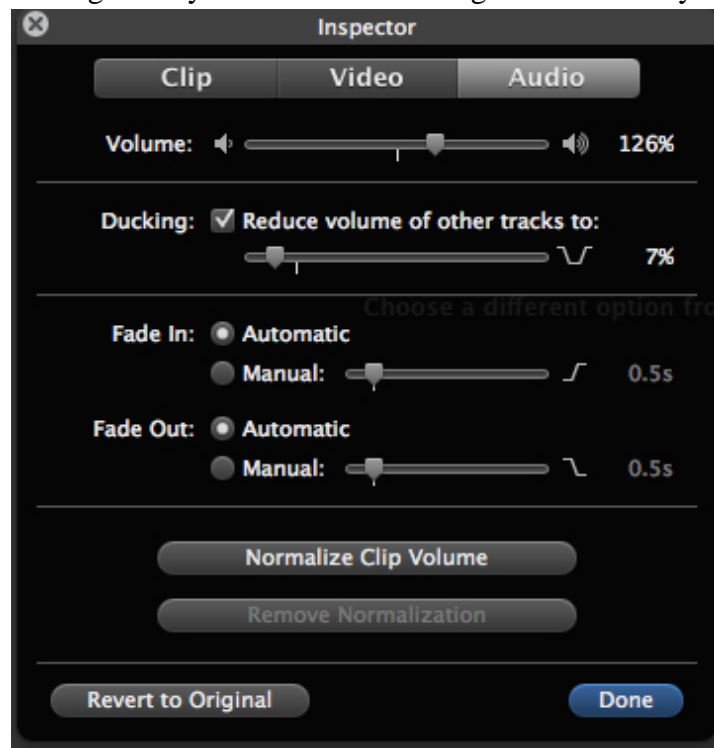 Inspector
Clip Video Audio
Volume: 126%
Ducking: Reduce volume of other tracks to:
7%
Choose a different option fro
Fade In: Automatic
Manual: 0.5s
Fade Out: Automatic
Manual: 0.5s
Normalize Clip Volume
Remove Normalization
Revert to Original Done